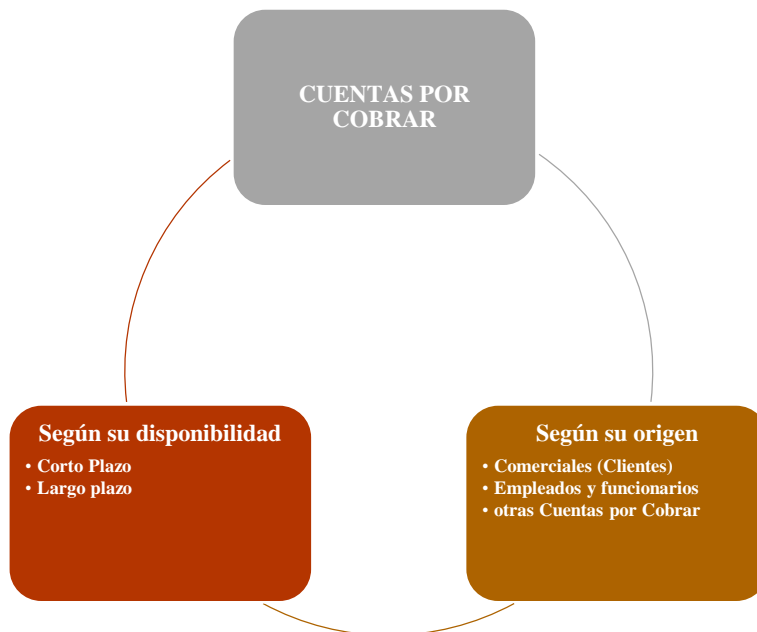 CUENTAS POR
COBRAR
Según su disponibilidad
• Corto Plazo
• Largo plazo
Según su origen
• Comerciales (Clientes)
• Empleados y funcionarios
• otras Cuentas por Cobrar